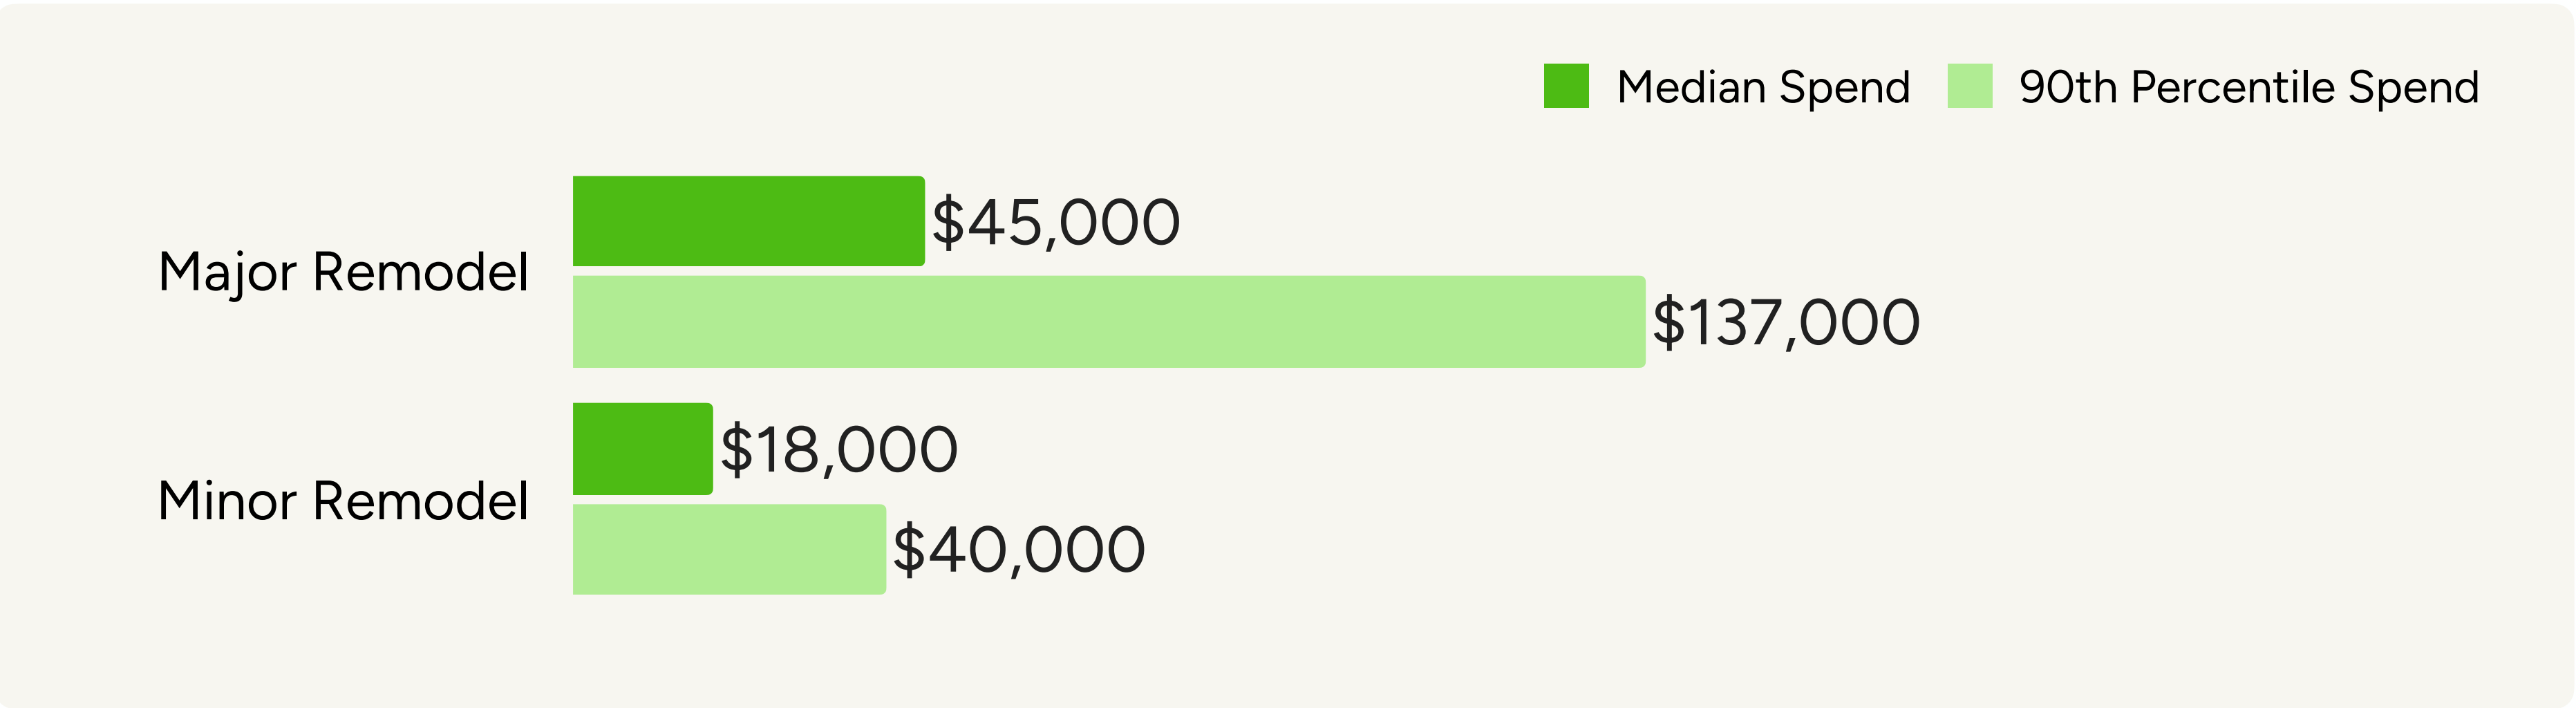 Median Spend 90th Percentile Spend
Major Remodel
$45,000
$137,000
Minor Remodel
$18,000
$40,000